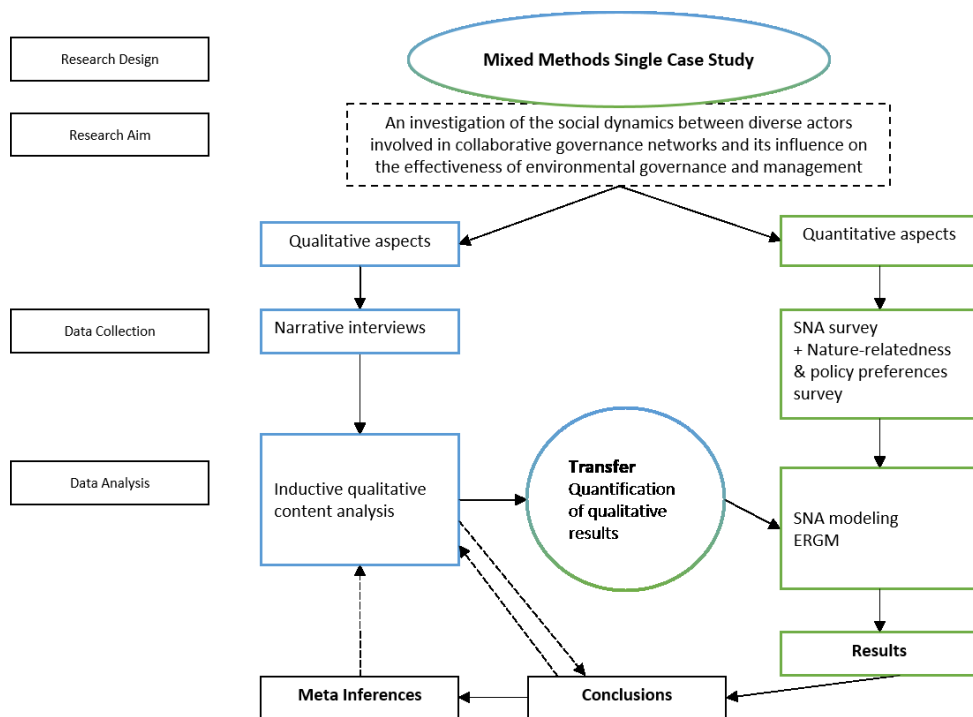 Research Design
Mixed Methods Single Case Study
Research Aim
An investigation of the social dynamics between diverse actors
involved in collaborative governance networks and its influence on
the effectiveness of environmental governance and management
Qualitative aspects
Quantitative aspects
Data Collection
Narrative interviews
SNA survey
+ Nature-relatedness
& policy preferences
survey
Data Analysis
Inductive qualitative
content analysis
Transfer
Quantification
of qualitative
results
SNA modeling
ERGM
Results
Meta Inferences
Conclusions